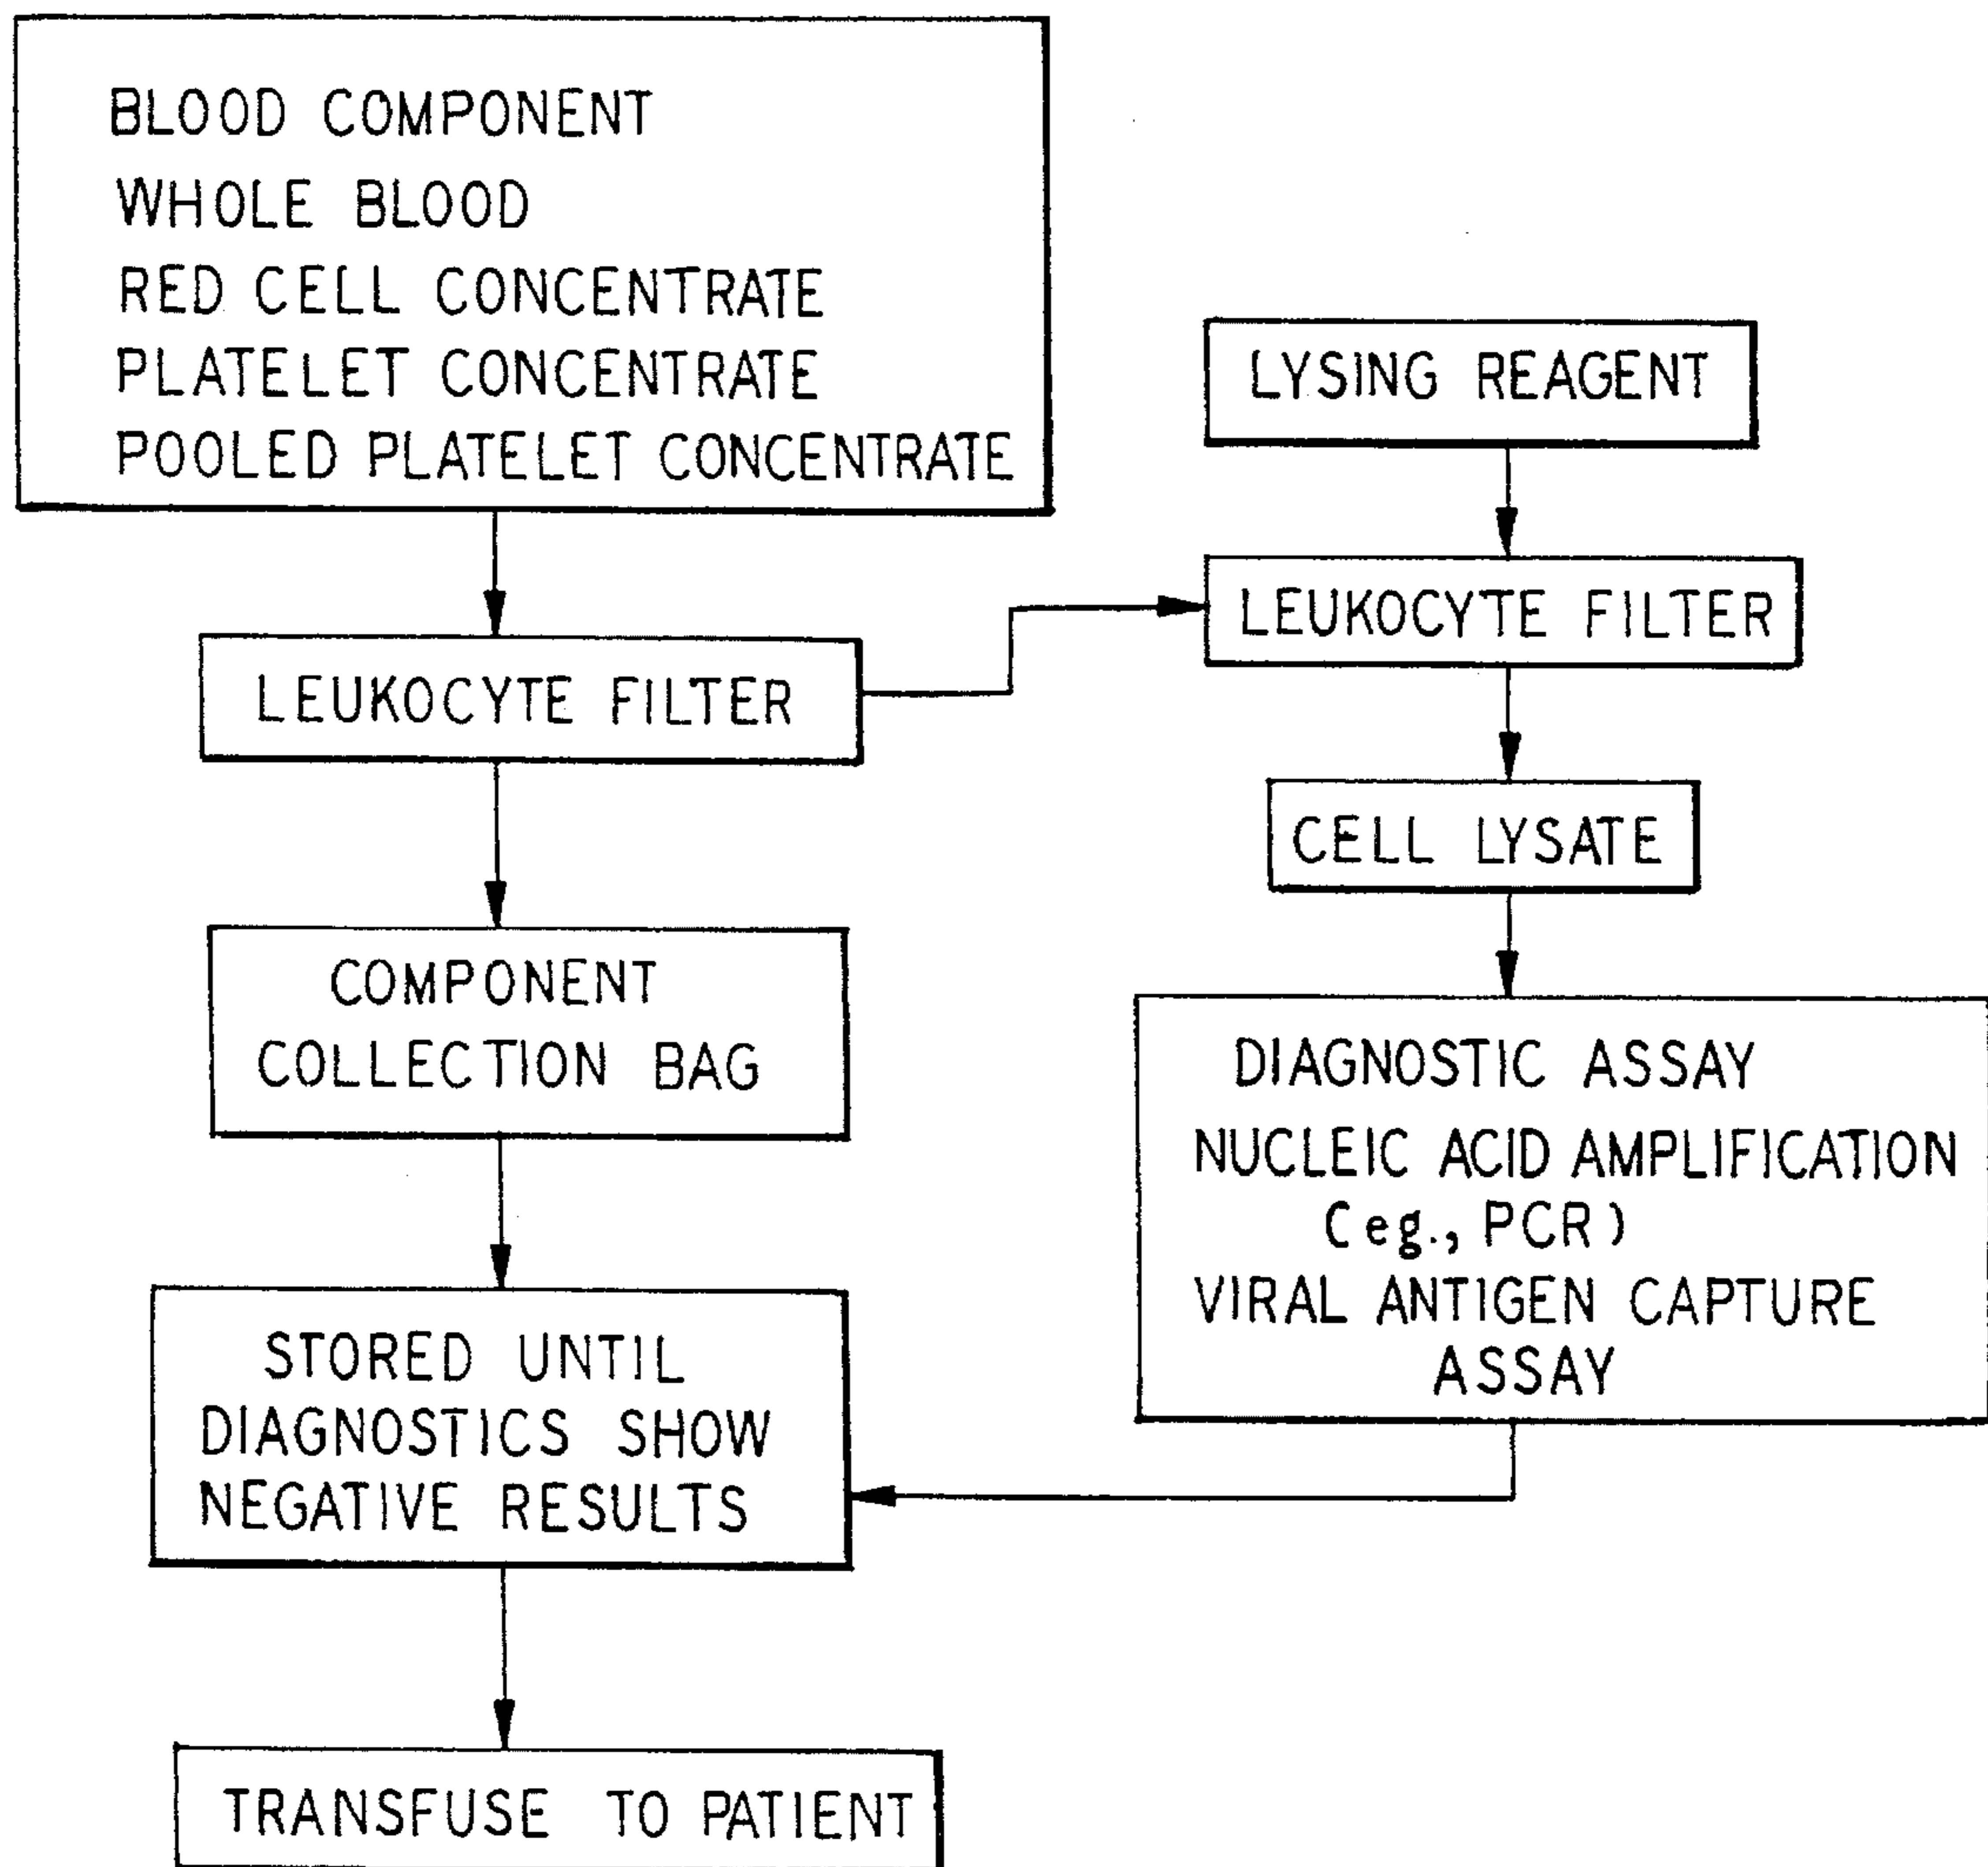 BLOOD COMPONENT
WHOLE BLOOD
RED CELL CONCENTRATE
PLATELET CONCENTRATE
POOLED PLATELET CONCENTRATE
LEUKOCYTE FILTER
COMPONENT
COLLECTION BAG
STORED UNTIL
DIAGNOSTICS SHOW
NEGATIVE RESULTS
TRANSFUSE TO PATIENT
LYSING REAGENT
LEUKOCYTE FILTER
CELL LYSATE
DIAGNOSTIC ASSAY
NUCLEIC ACID AMPLIFICATION
(eg., PCR)
VIRAL ANTIGEN CAPTURE
ASSAY